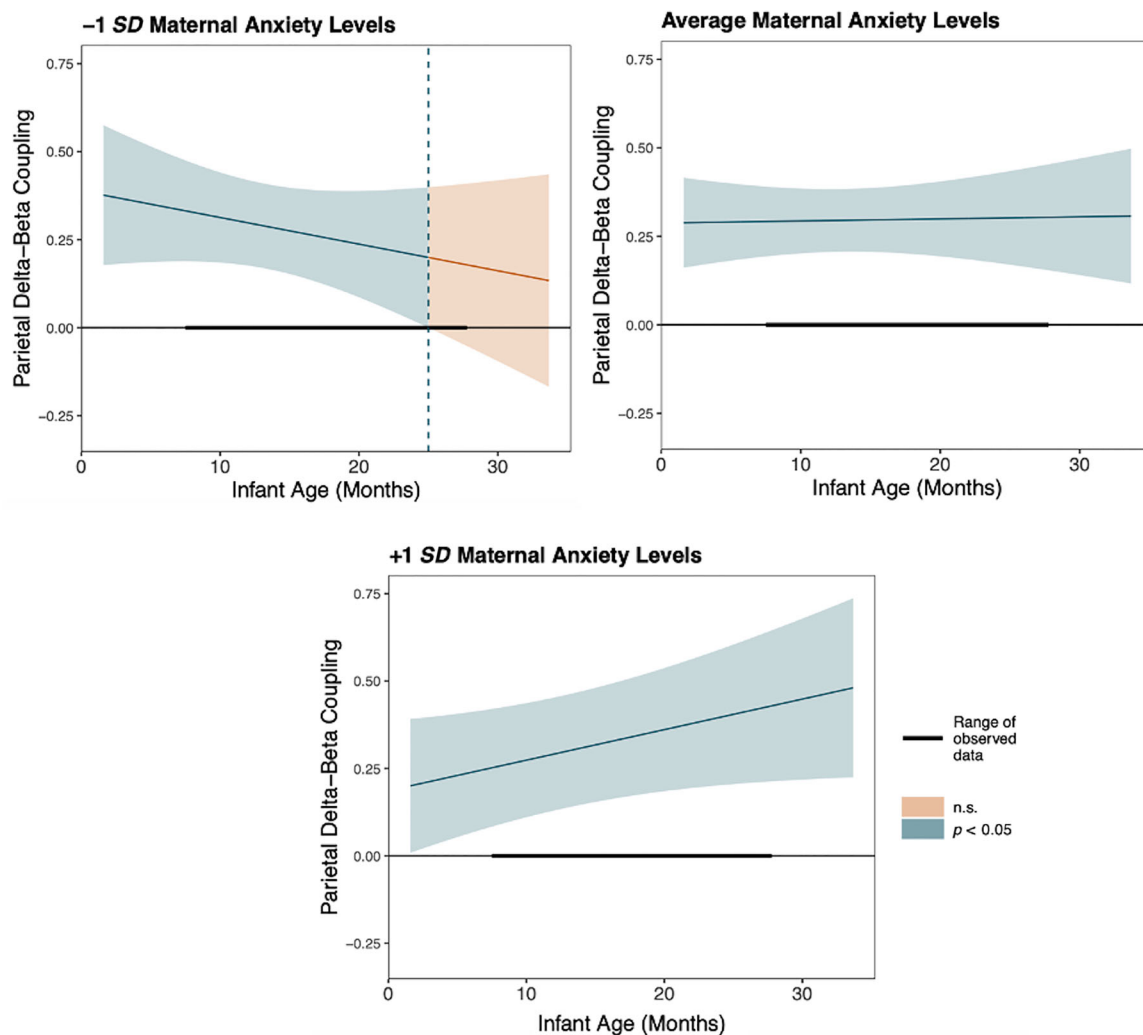 −1 SD Maternal Anxiety Levels
0.75
0.50
0.25
0.00
−0.25
Parietal Delta−Beta Coupling
0
10
20
30
Infant Age (Months)
Average Maternal Anxiety Levels
0.75
0.50
0.25
0.00
−0.25
Parietal Delta−Beta Coupling
0
10
20
30
Infant Age (Months)
+1 SD Maternal Anxiety Levels
0.75
0.50
0.25
0.00
−0.25
Parietal Delta−Beta Coupling
0
10
20
30
Infant Age (Months)
Range of
observed
data
n.s.
p < 0.05